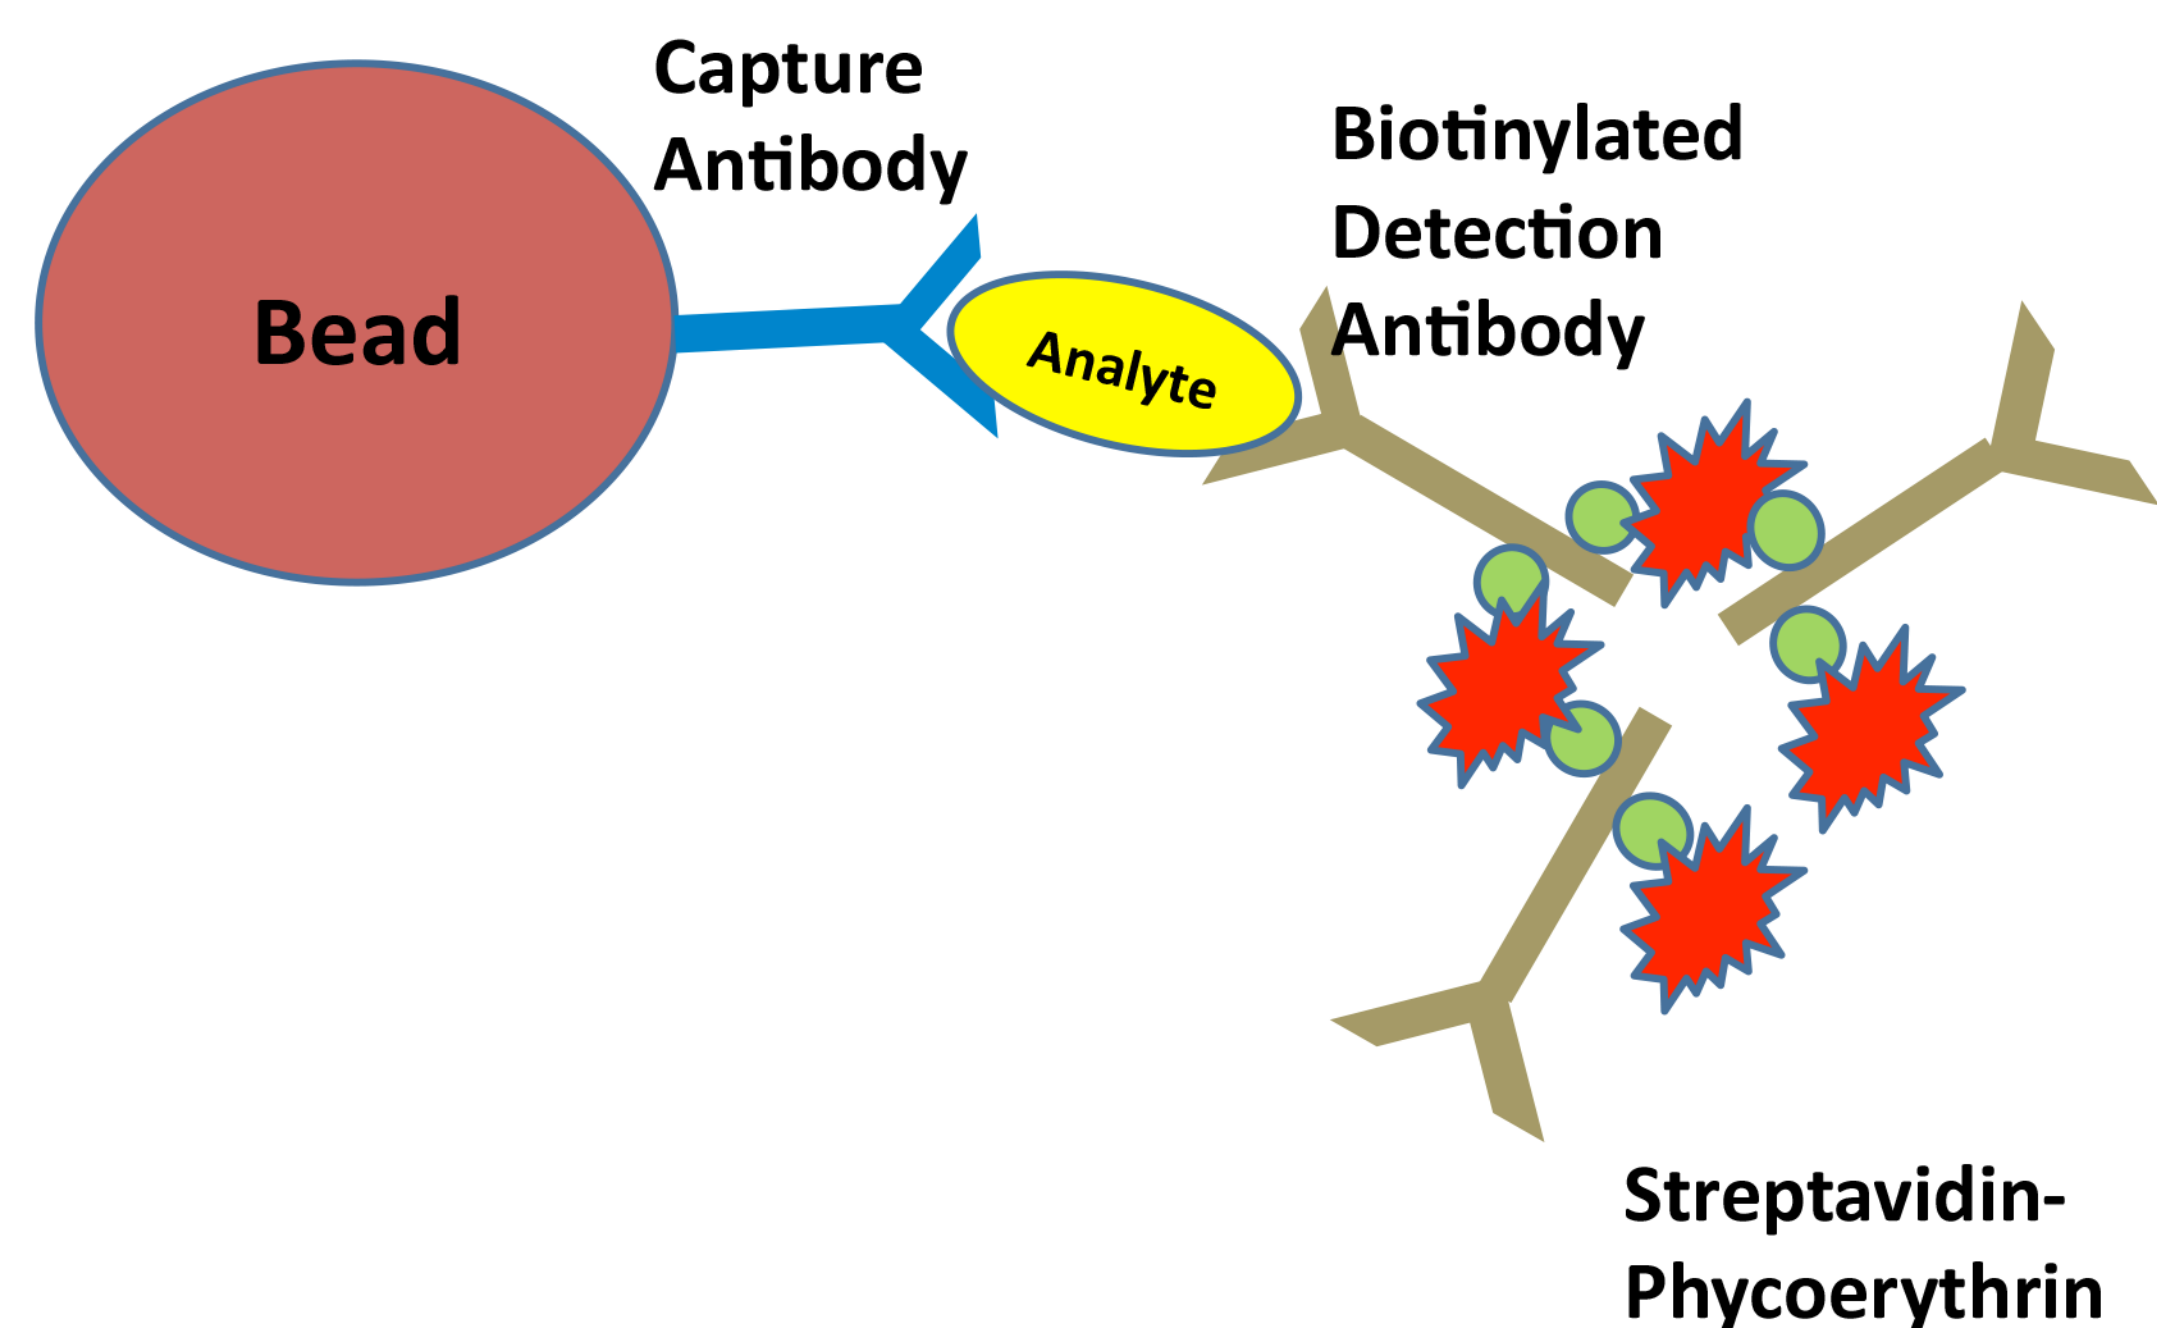 Capture
Antibody
Biotinylated
Detection
Antibody
Bead
Analyte
Streptavidin-
Phycoerythrin